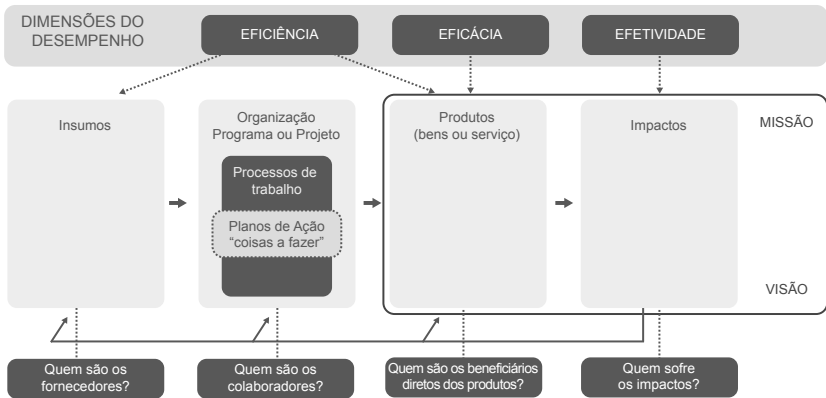 DIMENSÕES DO
DESEMPENHO
EFICIÊNCIA
EFICÁCIA
EFETIVIDADE
Insumos
Organização
Programa ou Projeto
Processos de
trabalho
Planos de Ação
“coisas a fazer”
Produtos
(bens ou serviço)
Impactos
MISSÃO
VISÃO
Quem são os
fornecedores?
Quem são os
colaboradores?
Quem são os beneficiários
diretos dos produtos?
Quem sofre
os impactos?